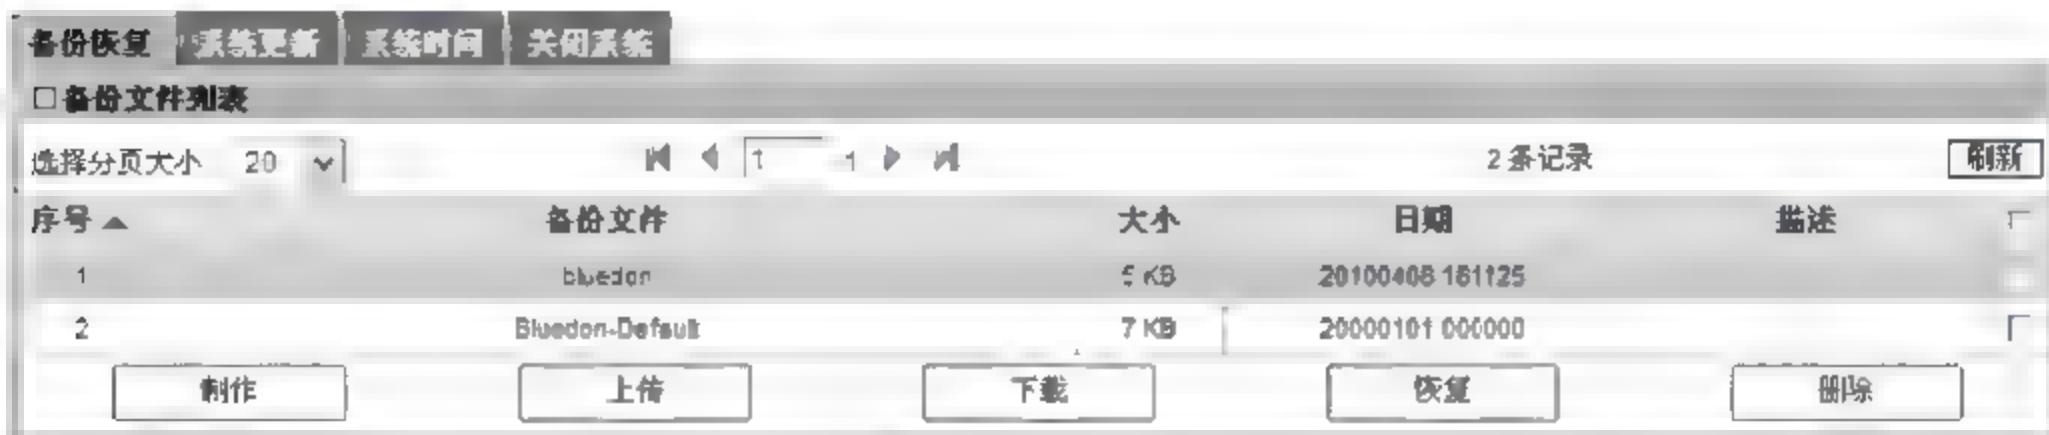 备份恢复 系统更新 系统时间 关闭系统
备份文件列表
选择分页大小 20 1 1 2 条记录 刷新
序号 备份文件 大小 日期 描述
1 bluedon 5 KB 20100408 161125
2 Bluedon-Default 7 KB 20000101 000000
制作 上传 下载 恢复 删除